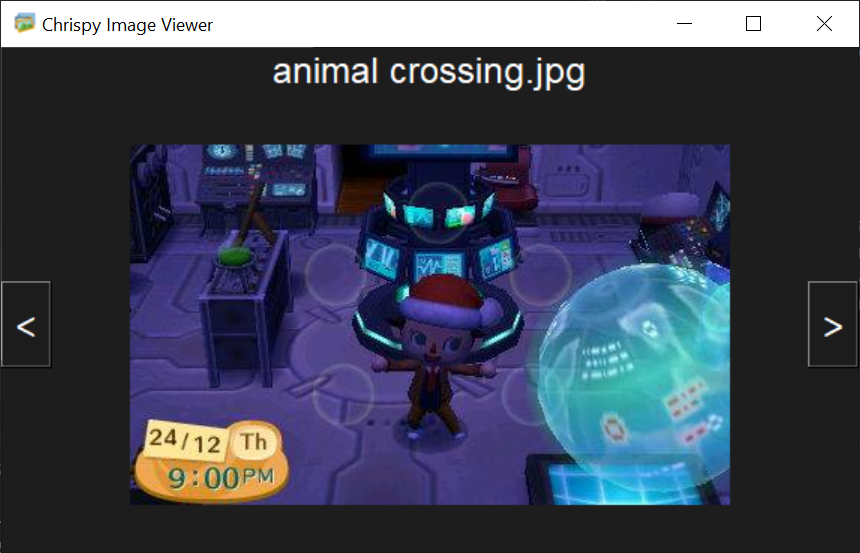 Chrispy Image Viewer
animal crossing.jpg
<
>
24/12 Th
9:00PM